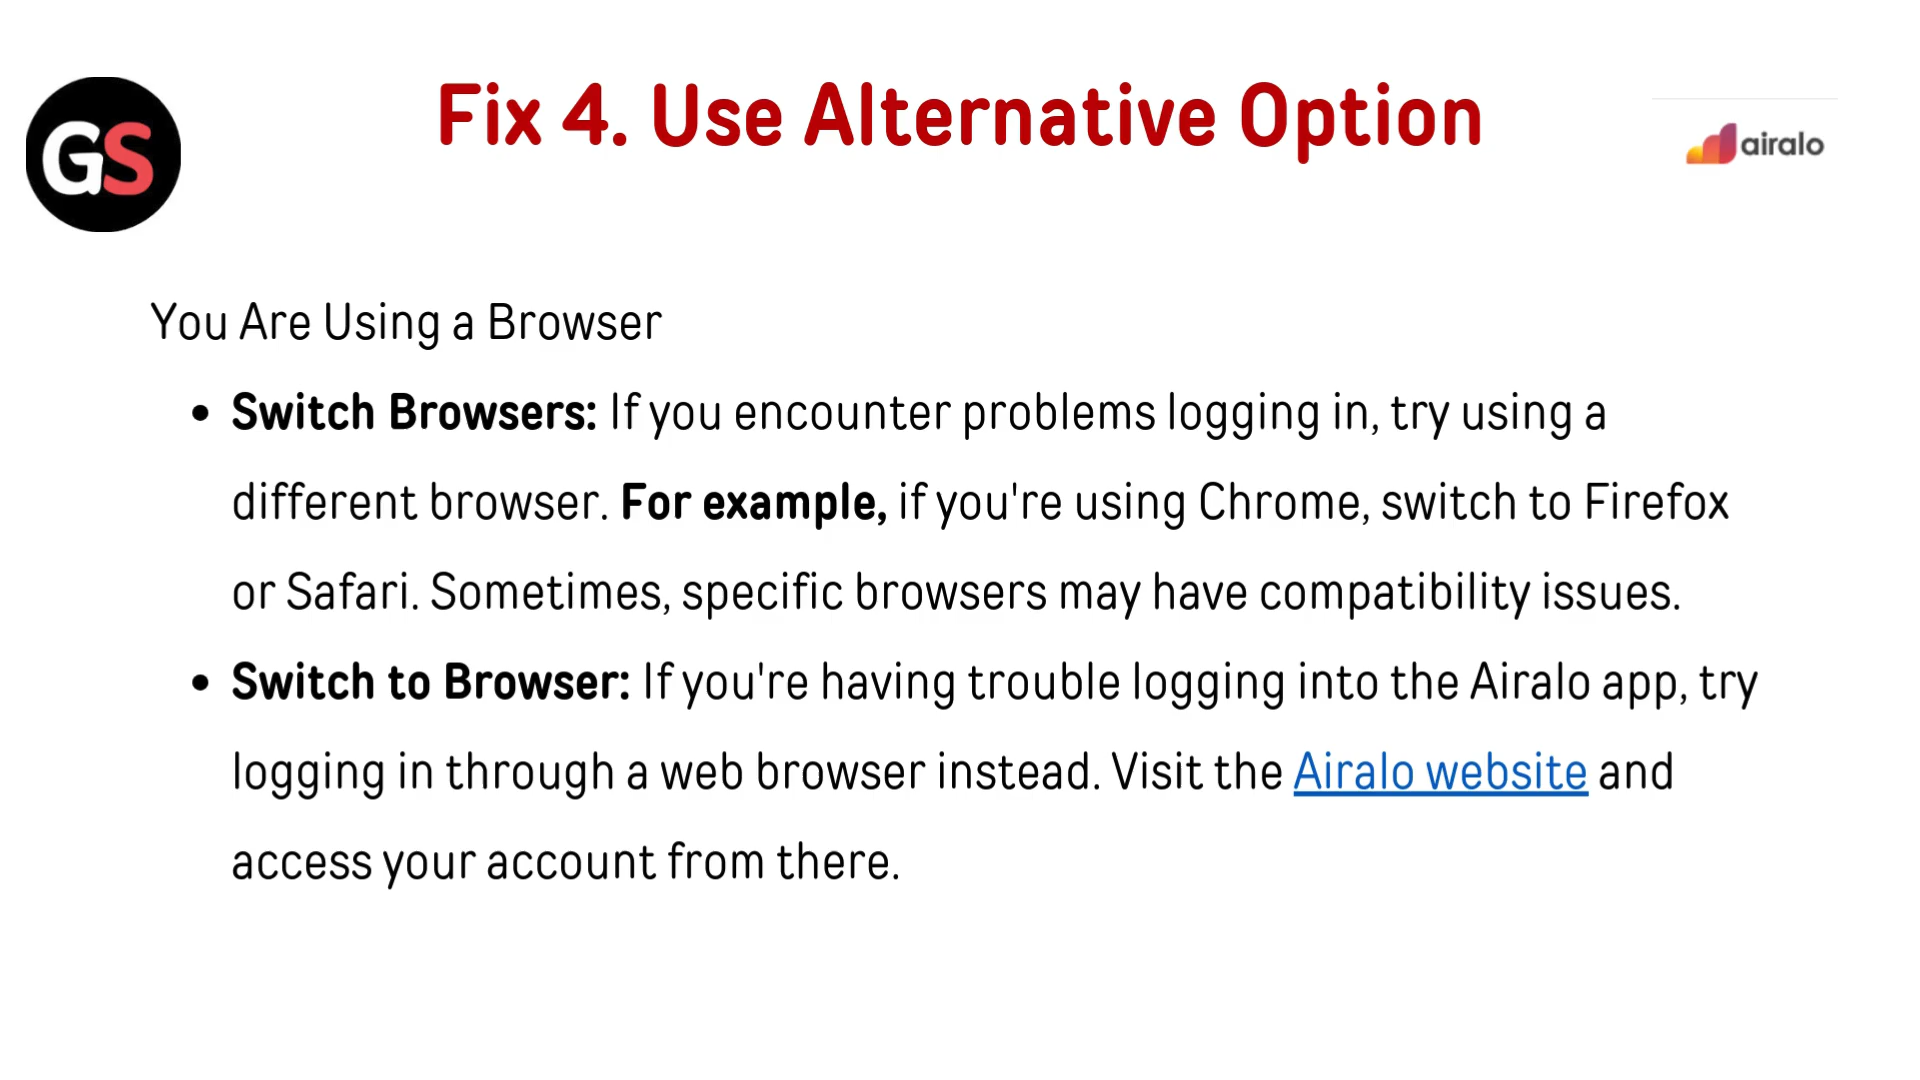 GS
Fix 4. Use Alternative Option
airalo
You Are Using a Browser
• Switch Browsers: If you encounter problems logging in, try using a
different browser. For example, if you're using Chrome, switch to Firefox
or Safari. Sometimes, specific browsers may have compatibility issues.
• Switch to Browser: If you're having trouble logging into the Airalo app, try
logging in through a web browser instead. Visit the Airalo website and
access your account from there.